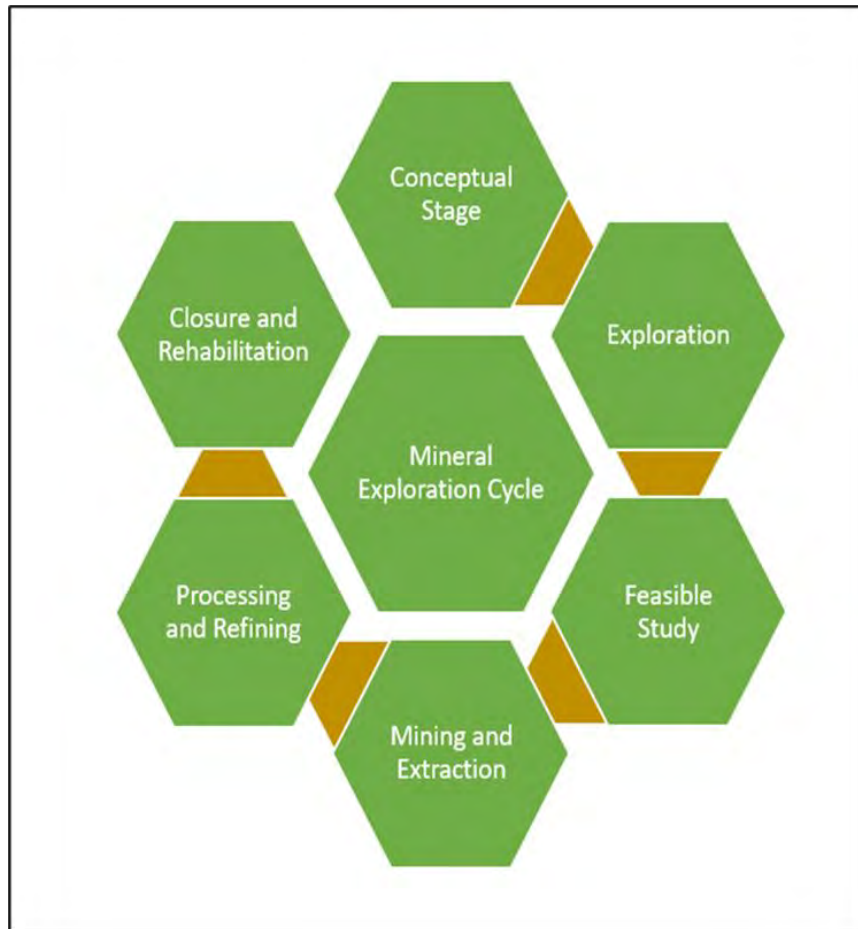 Conceptual
Stage
Exploration
Feasible
Study
Mining and
Extraction
Processing
and Refining
Closure and
Rehabilitation
Mineral
Exploration Cycle